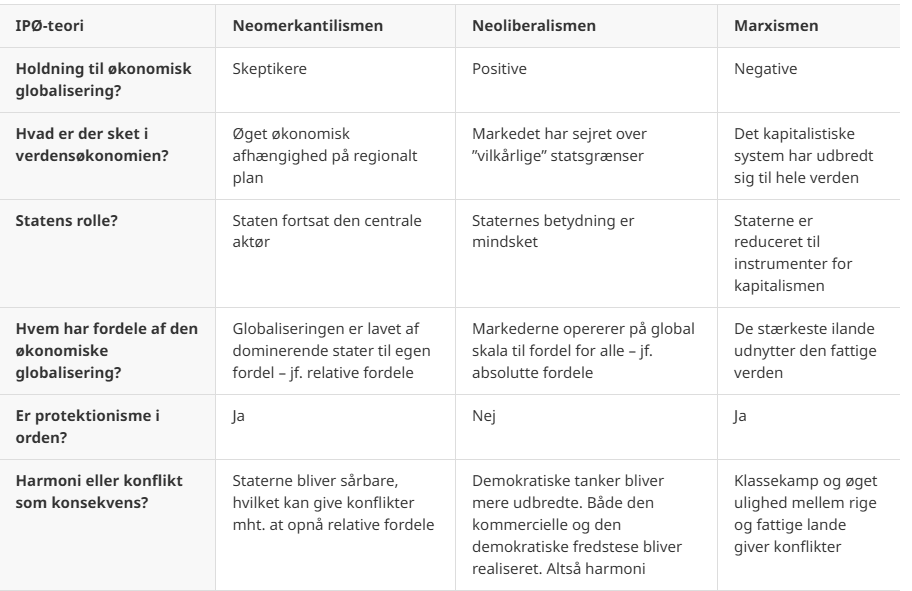 IPØ-teori
Neomerkantilismen
Neoliberalismen
Marxismen
Holdning til økonomisk
globalisering?
Skeptikere
Positive
Negative
Hvad er der sket i
verdensøkonomien?
Øget økonomisk
afhængighed på regionalt
plan
Markedet har sejret over
”vilkårlige” statsgrænser
Det kapitalistiske
system har udbredt
sig til hele verden
Statens rolle?
Staten fortsat den centrale
aktør
Staternes betydning er
mindsket
Staterne er
reduceret til
instrumenter for
kapitalismen
Hvem har fordele af den
økonomiske
globalisering?
Globaliseringen er lavet af
dominerende stater til egen
fordel – jf. relative fordele
Markederne opererer på global
skala til fordel for alle – jf.
absolutte fordele
De stærkeste ilande
udnytter den fattige
verden
Er protektionisme i
orden?
Ja
Nej
Ja
Harmoni eller konflikt
som konsekvens?
Staterne bliver sårbare,
hvilket kan give konflikter
mht. at opnå relative fordele
Demokratiske tanker bliver
mere udbredte. Både den
kommercielle og den
demokratiske fredstese bliver
realiseret. Altså harmoni
Klassekamp og øget
ulighed mellem rige
og fattige lande
giver konflikter